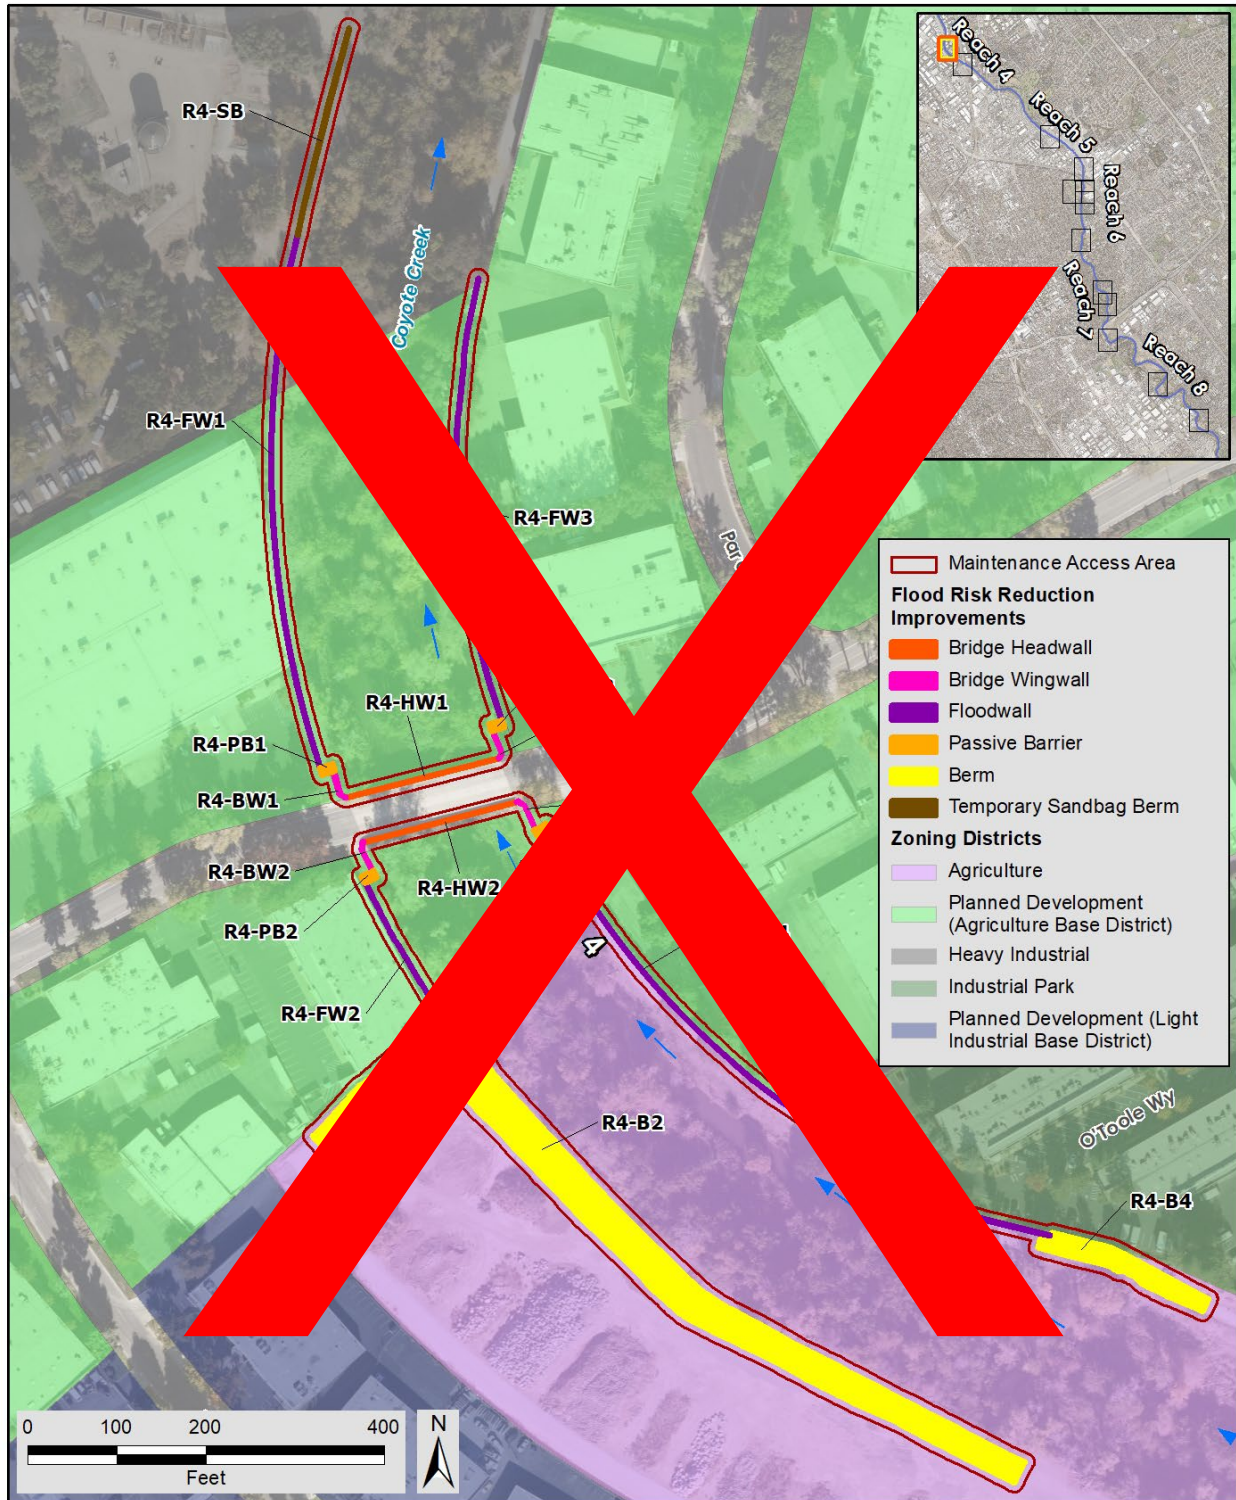 R4-SB
Coyote Creek
Reach 4
Reach 5
Reach 6
Reach 7
Reach 8
R4-FW1
R4-FW3
R4-HW1
R4-PB1
R4-BW1
R4-BW2
R4-HW2
R4-PB2
4
R4-FW2
R4-B2
O'Toole Wy
R4-B4
Maintenance Access Area
Flood Risk Reduction
Improvements
Bridge Headwall
Bridge Wingwall
Floodwall
Passive Barrier
Berm
Temporary Sandbag Berm
Zoning Districts
Agriculture
Planned Development
(Agriculture Base District)
Heavy Industrial
Industrial Park
Planned Development (Light
Industrial Base District)
0 100 200 400
Feet
N